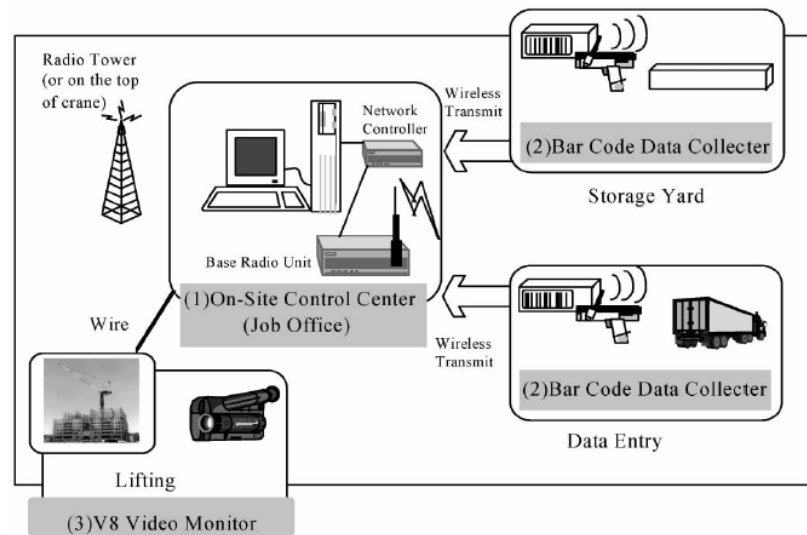 Radio Tower
(or on the top
of crane)
Network
Controller
Base Radio Unit
(1)On-Site Control Center
(Job Office)
Wireless
Transmit
(2)Bar Code Data Collecter
Storage Yard
Wireless
Transmit
(2)Bar Code Data Collecter
Data Entry
Wire
Lifting
(3)V8 Video Monitor